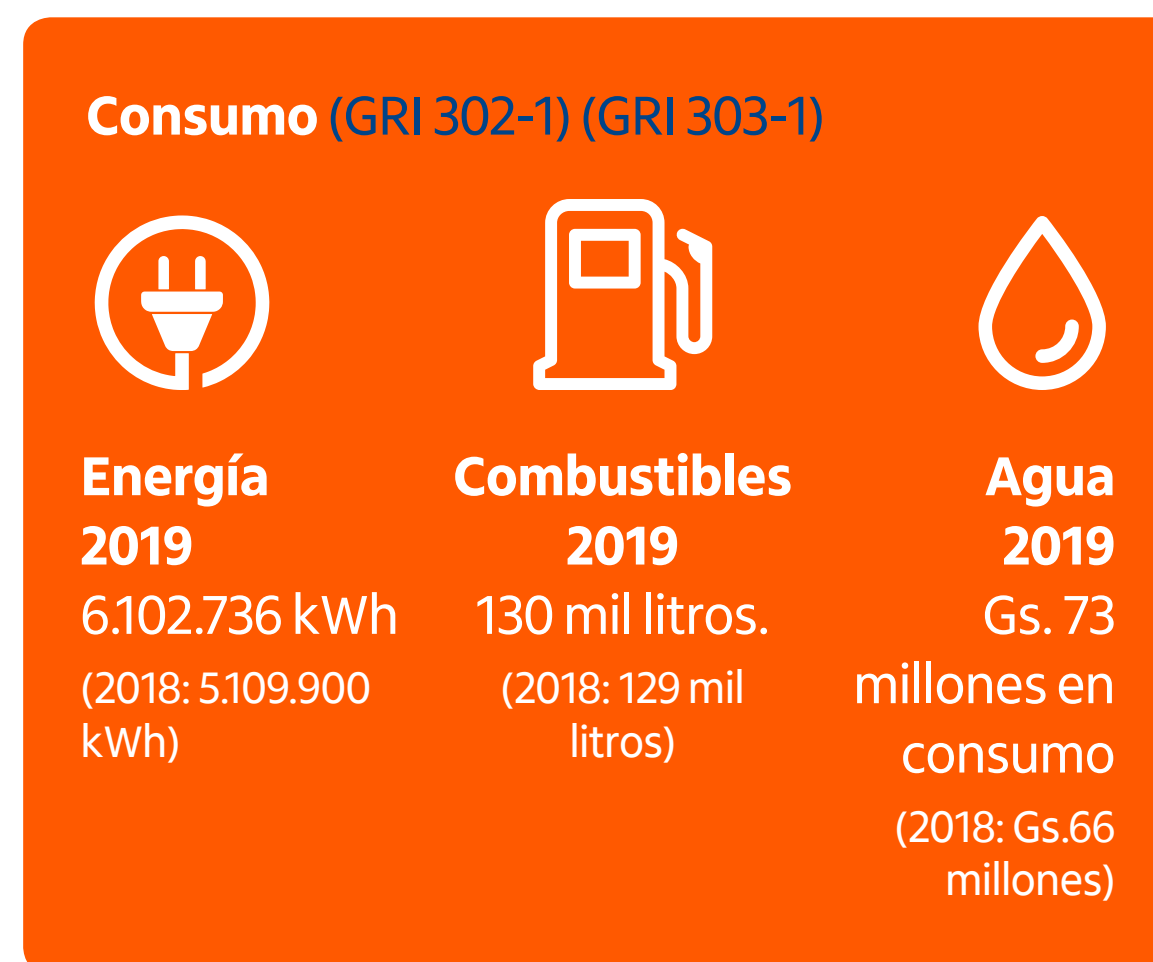 Consumo (GRI 302-1) (GRI 303-1)
Energía
2019
6.102.736 kWh
(2018: 5.109.900
kWh)
Combustibles
2019
130 mil litros.
(2018: 129 mil
litros)
Agua
2019
Gs. 73
millones en
consumo
(2018: Gs.66
millones)